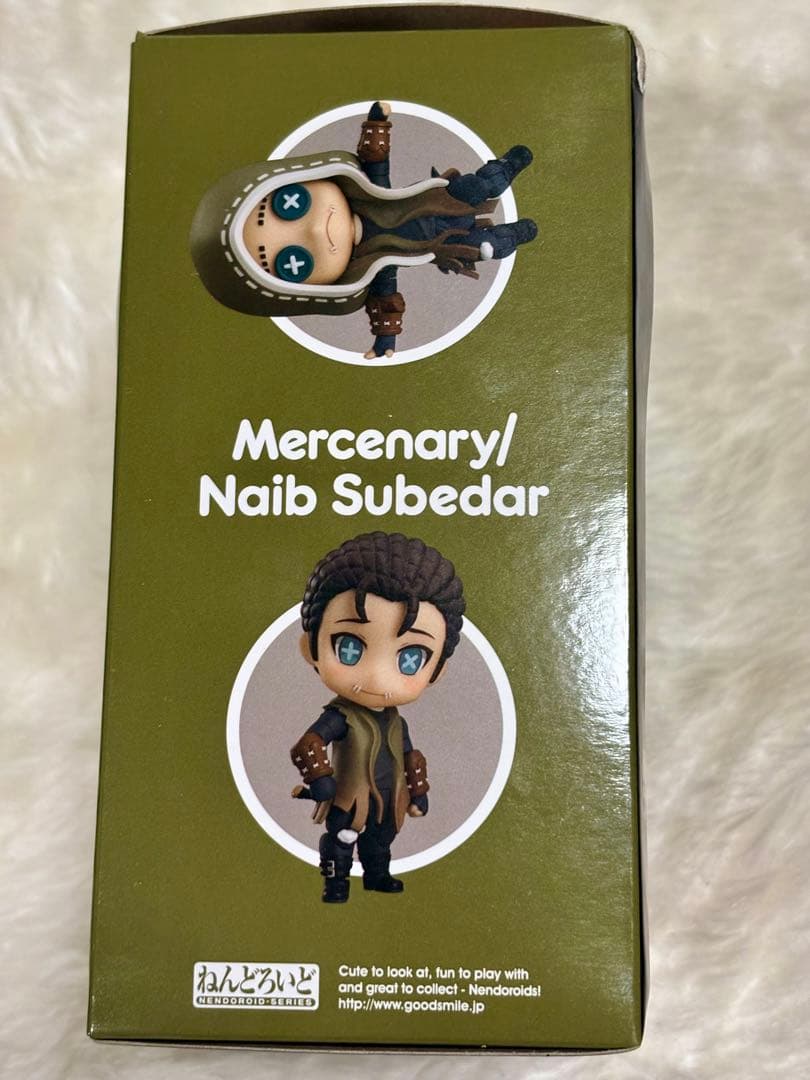 Mercenary/
Naib Subedar
ねんどろいど
NENDOROID-SERIES
Cute to look at, fun to play with
and great to collect - Nendoroids!
http://www.goodsmile.jp